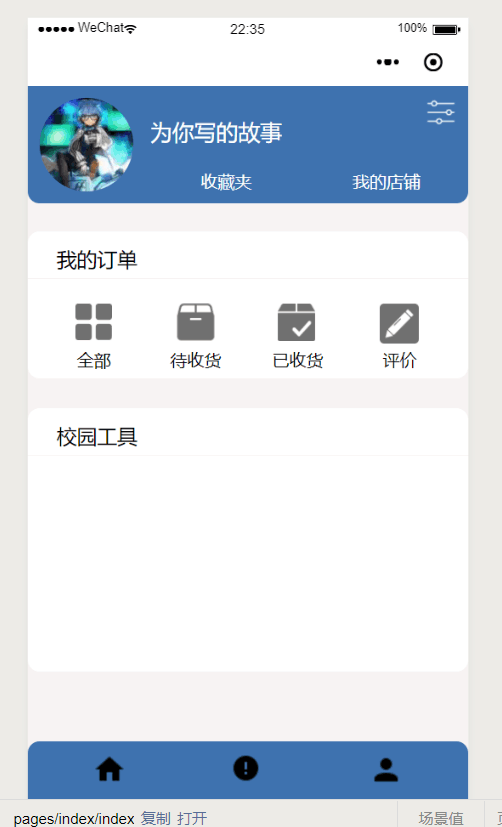 ●●●●● WeChat 22:35 100%
为你写的故事
收藏夹 我的店铺
我的订单
全部 待收货 已收货 评价
校园工具
pages/index/index 复制 打开 场景值